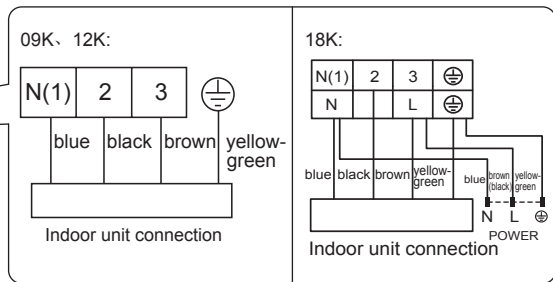 09K、12K:
N(1) 2 3
blue black brown yellow-
green
Indoor unit connection
18K:
N(1) 2 3
N L
blue black brown yellow-
green
blue brown
(black) yellow-
green
N L
POWER
Indoor unit connection